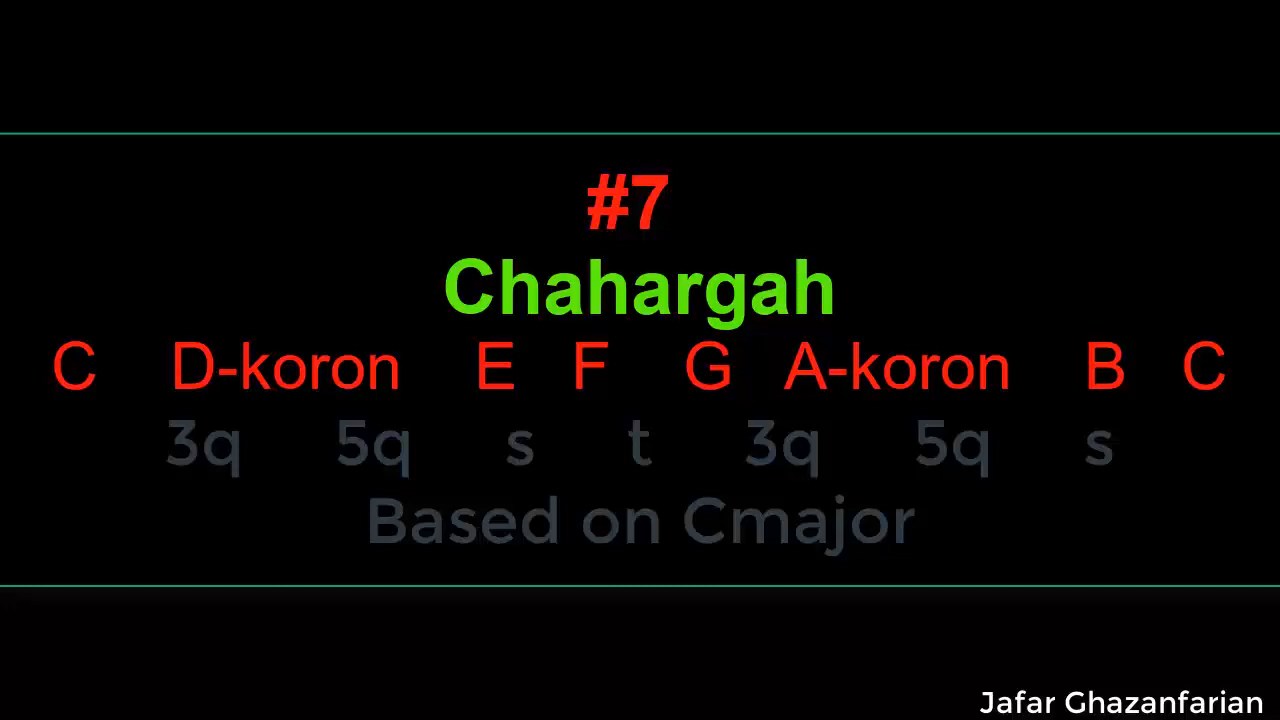 #7
Chahargah
C D-koron E F G A-koron B C
3q 5q s t 3q 5q s
Based on Cmajor
Jafar Ghazanfarian